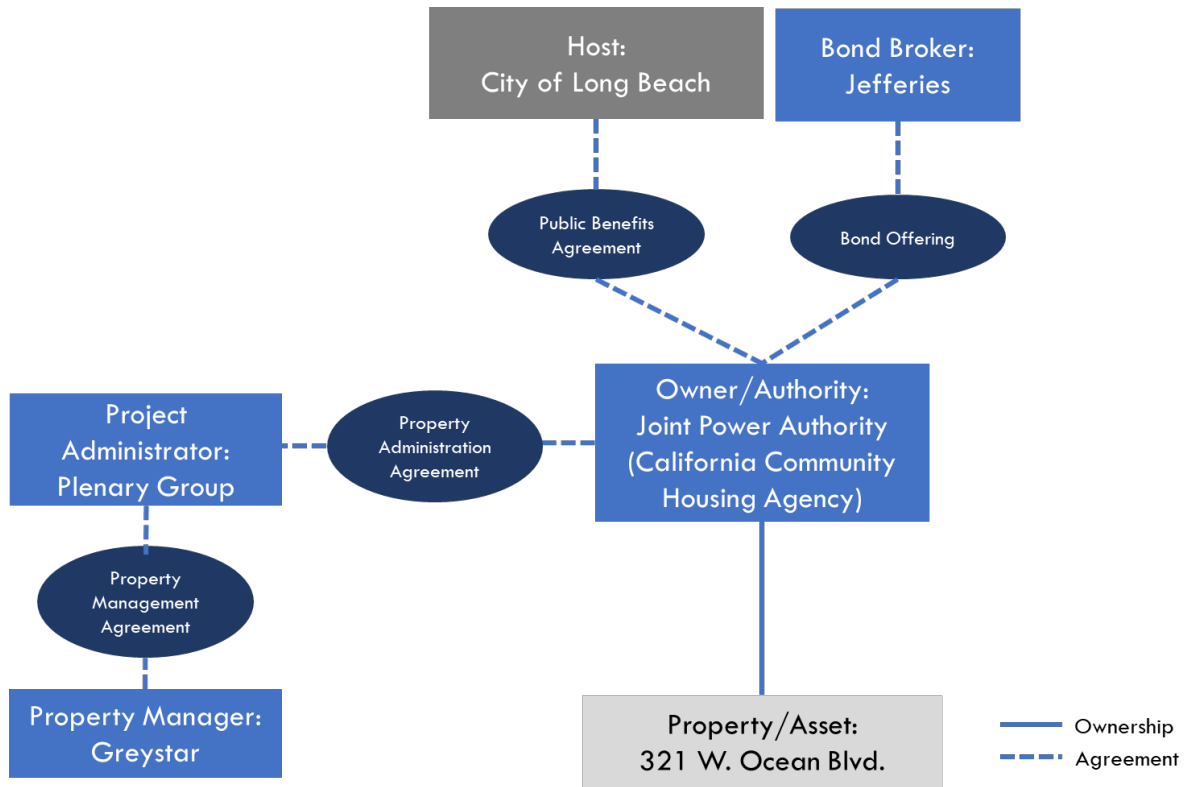 Host:
City of Long Beach
Bond Broker:
Jefferies
Public Benefits
Agreement
Bond Offering
Owner/Authority:
Joint Power Authority
(California Community
Housing Agency)
Project
Administrator:
Plenary Group
Property
Administration
Agreement
Property
Management
Agreement
Property Manager:
Greystar
Property/Asset:
321 W. Ocean Blvd.
Ownership
Agreement